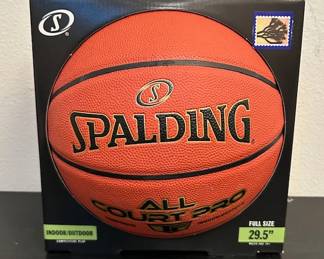 S
SPALDING
ALL
COURT PRO
INDOOR/OUTDOOR
FULL SIZE
29.5"